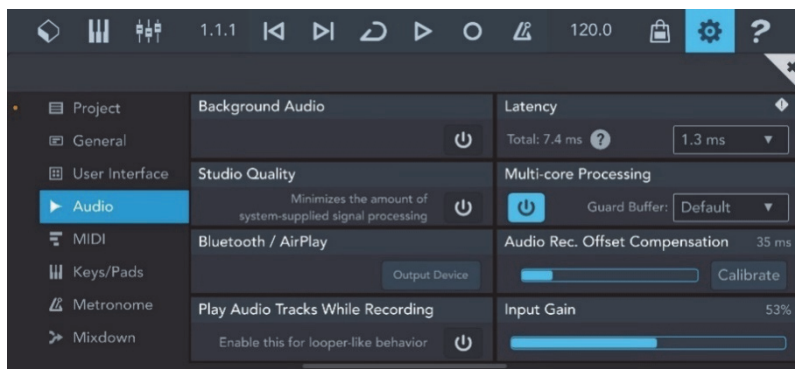 1.1.1
120.0
?
Project
General
User Interface
Audio
MIDI
Keys/Pads
Metronome
Mixdown
Background Audio
Studio Quality
Minimizes the amount of
system-supplied signal processing
Bluetooth / AirPlay
Output Device
Play Audio Tracks While Recording
Enable this for looper-like behavior
Latency
Total: 7.4 ms ? 1.3 ms
Multi-core Processing
Guard Buffer: Default
Audio Rec. Offset Compensation 35 ms
Calibrate
Input Gain 53%